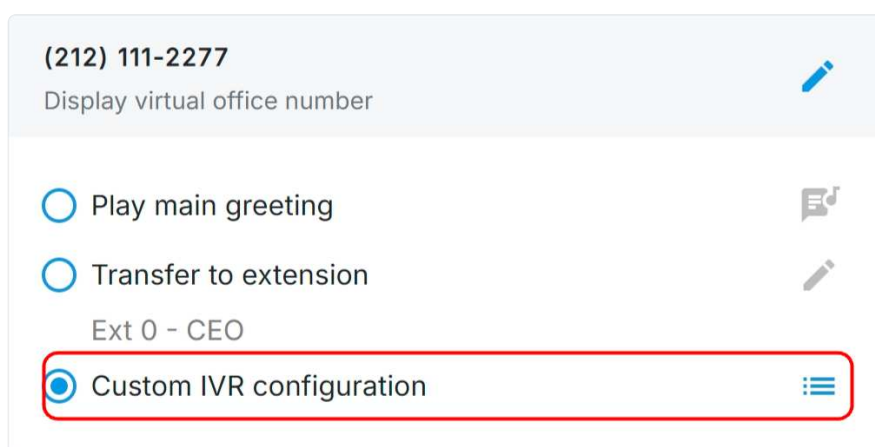 (212) 111-2277
Display virtual office number
Play main greeting
Transfer to extension
Ext 0 - CEO
Custom IVR configuration